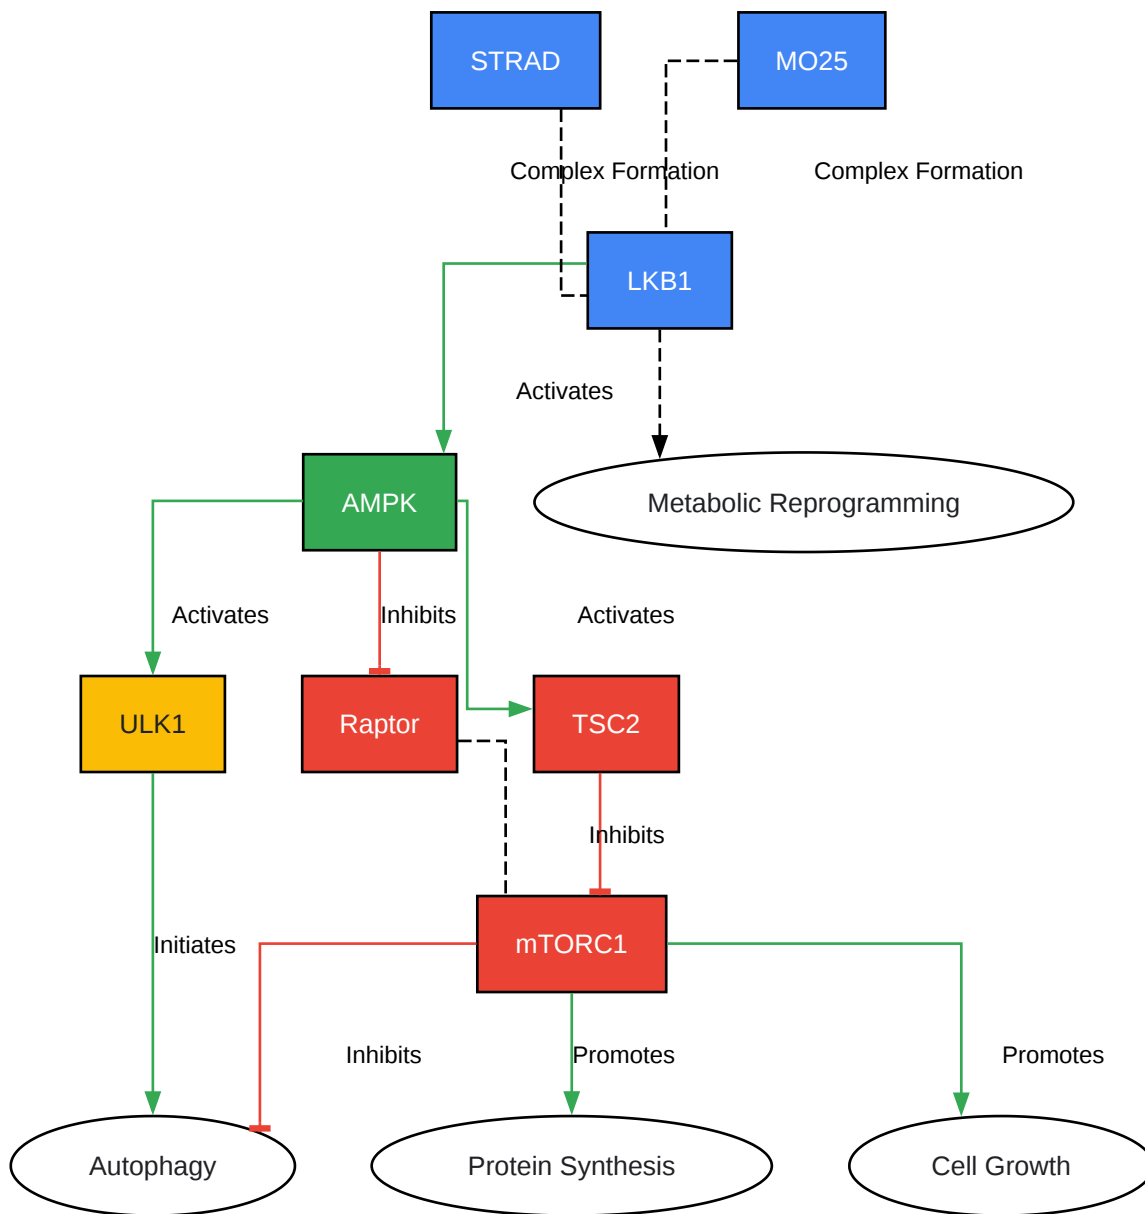 STRAD
MO25
Complex Formation
Complex Formation
LKB1
Activates
AMPK
Metabolic Reprogramming
Activates
Inhibits
Activates
ULK1
Raptor
TSC2
Inhibits
mTORC1
Initiates
Inhibits
Promotes
Promotes
Autophagy
Protein Synthesis
Cell Growth